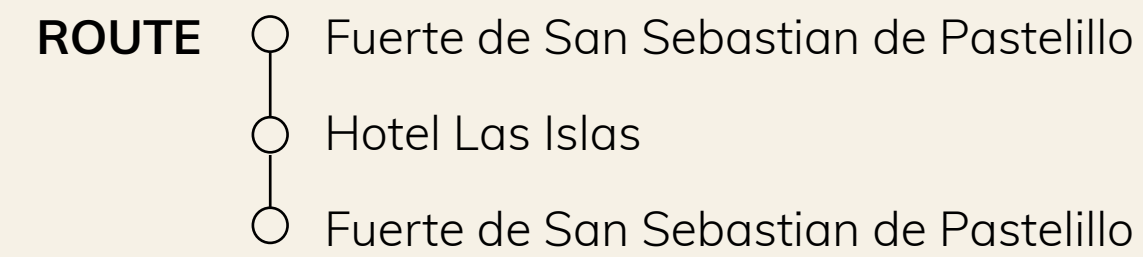 ROUTE Fuerte de San Sebastian de Pastelillo
Hotel Las Islas
Fuerte de San Sebastian de Pastelillo